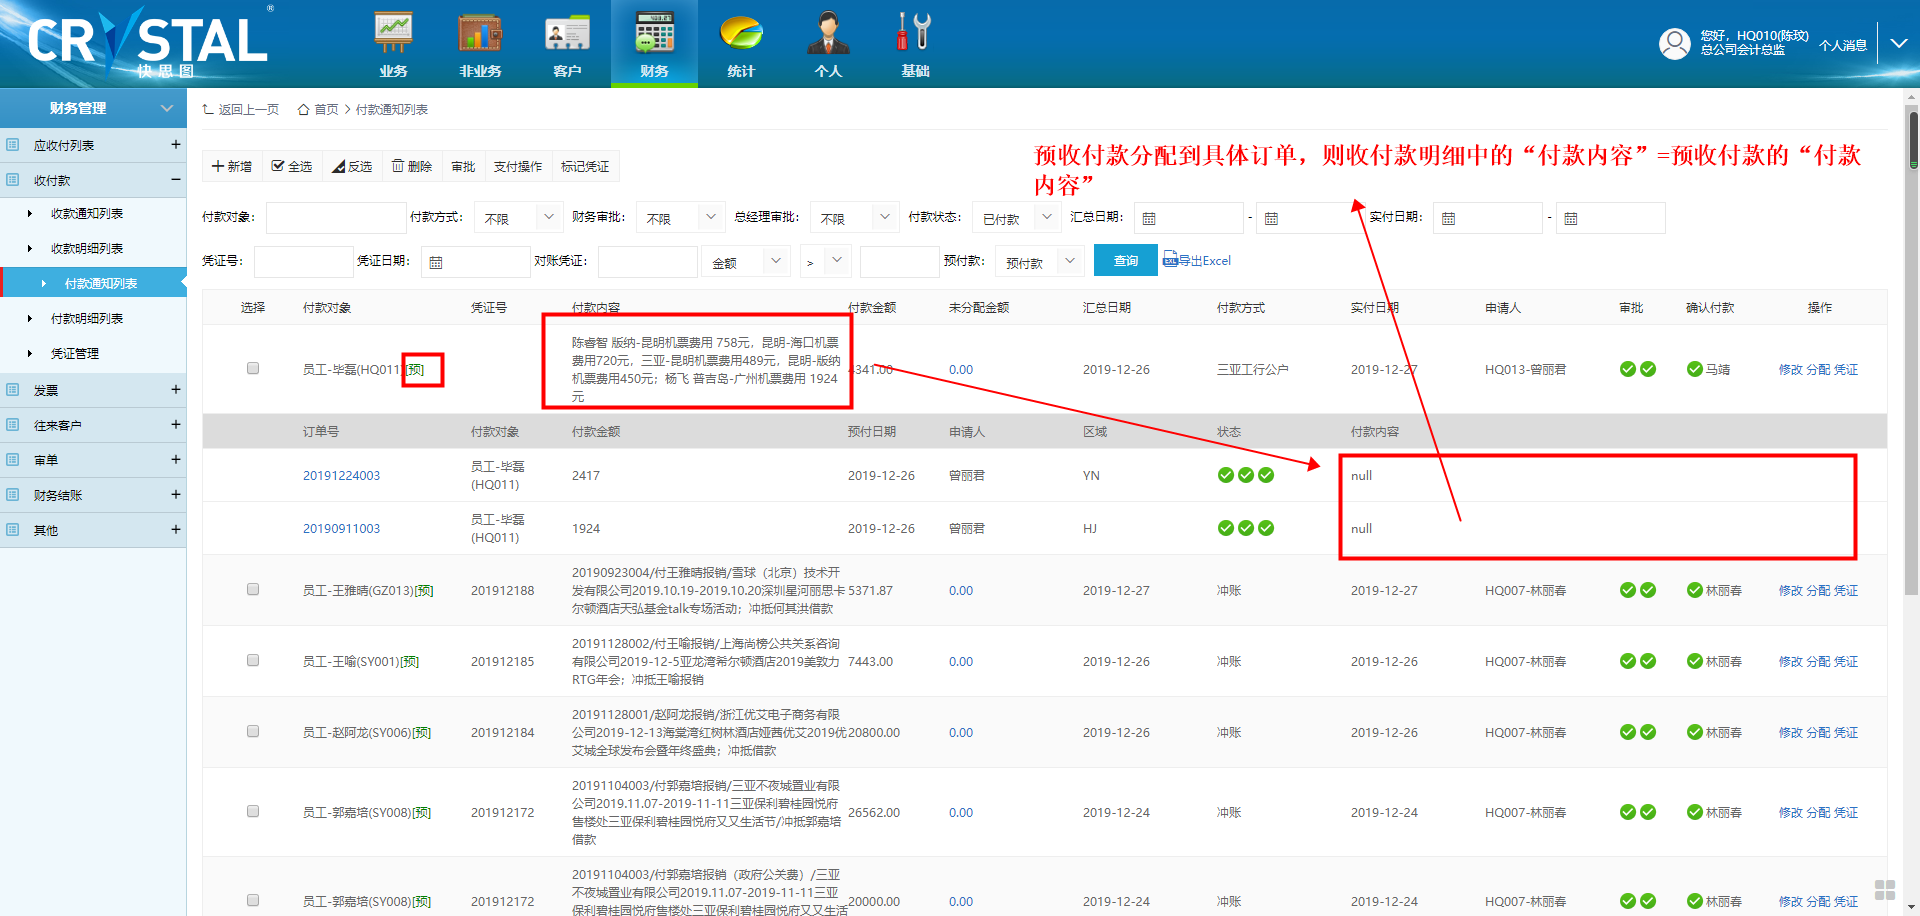 CRYSTAL
®
快思图
业务
非业务
客户
财务
统计
个人
基础
您好，HQ010(陈玟)
总公司会计总监
个人消息
财务管理
应收付列表 +
收付款 −
收款通知列表
收款明细列表
付款通知列表
付款明细列表
凭证管理
发票 +
往来客户 +
审单 +
财务结账 +
其他 +
返回上一页 首页 > 付款通知列表
新增 全选 反选 删除 审批 支付操作 标记凭证
预收付款分配到具体订单，则收付款明细中的“付款内容”=预收付款的“付款
内容”
付款对象： 付款方式： 不限 财务审批： 不限 总经理审批： 不限 付款状态： 已付款 汇总日期： - 实付日期： -
凭证号： 凭证日期： 对账凭证： 金额 > 预付款： 预付款 查询 导出Excel
选择 付款对象 凭证号 付款内容 付款金额 未分配金额 汇总日期 付款方式 实付日期 申请人 审批 确认付款 操作
陈睿智 版纳-昆明机票费用 758元，昆明-海口机票
费用720元，三亚-昆明机票费用489元，昆明-版纳
机票费用450元；杨飞 普吉岛-广州机票费用 1924
元
员工-毕磊(HQ011)[预] 4341.00 0.00 2019-12-26 三亚工行公户 2019-12-27 HQ013-曾丽君 马靖 修改 分配 凭证
订单号 付款对象 付款金额 预付日期 申请人 区域 状态 付款内容
20191224003 员工-毕磊 2417 2019-12-26 曾丽君 YN null
(HQ011)
20190911003 员工-毕磊 1924 2019-12-26 曾丽君 HJ null
(HQ011)
20190923004/付王雅晴报销/雪球（北京）技术开
员工-王雅晴(GZ013)[预] 201912188 发有限公司2019.10.19-2019.10.20深圳星河丽思卡 5371.87 0.00 2019-12-27 冲账 2019-12-27 HQ007-林丽春 林丽春 修改 分配 凭证
尔顿酒店天弘基金talk专场活动；冲抵何其洪借款
20191128002/付王喻报销/上海尚榜公共关系咨询
员工-王喻(SY001)[预] 201912185 有限公司2019-12-5亚龙湾希尔顿酒店2019美敦力 7443.00 0.00 2019-12-26 冲账 2019-12-26 HQ007-林丽春 林丽春 修改 分配 凭证
RTG年会；冲抵王喻报销
20191128001/赵阿龙报销/浙江优艾电子商务有限
员工-赵阿龙(SY006)[预] 201912184 公司2019-12-13海棠湾红树林酒店娅茜优艾2019优 20800.00 0.00 2019-12-26 冲账 2019-12-26 HQ007-林丽春 林丽春 修改 分配 凭证
艾城全球发布会暨年终盛典；冲抵借款
20191104003/付郭嘉培报销/三亚不夜城置业有限
公司2019.11.07-2019-11-11三亚保利碧桂园悦府
员工-郭嘉培(SY008)[预] 201912172 售楼处三亚保利碧桂园悦府又又生活节/冲抵郭嘉培 26562.00 0.00 2019-12-24 冲账 2019-12-24 HQ007-林丽春 林丽春 修改 分配 凭证
借款
20191104003/付郭嘉培报销（政府公关费）/三亚
不夜城置业有限公司2019.11.07-2019-11-11三亚保
员工-郭嘉培(SY008)[预] 201912172 利碧桂园悦府售楼处三亚保利碧桂园悦府又又生活 20000.00 0.00 2019-12-24 冲账 2019-12-24 HQ007-林丽春 林丽春 修改 分配 凭证